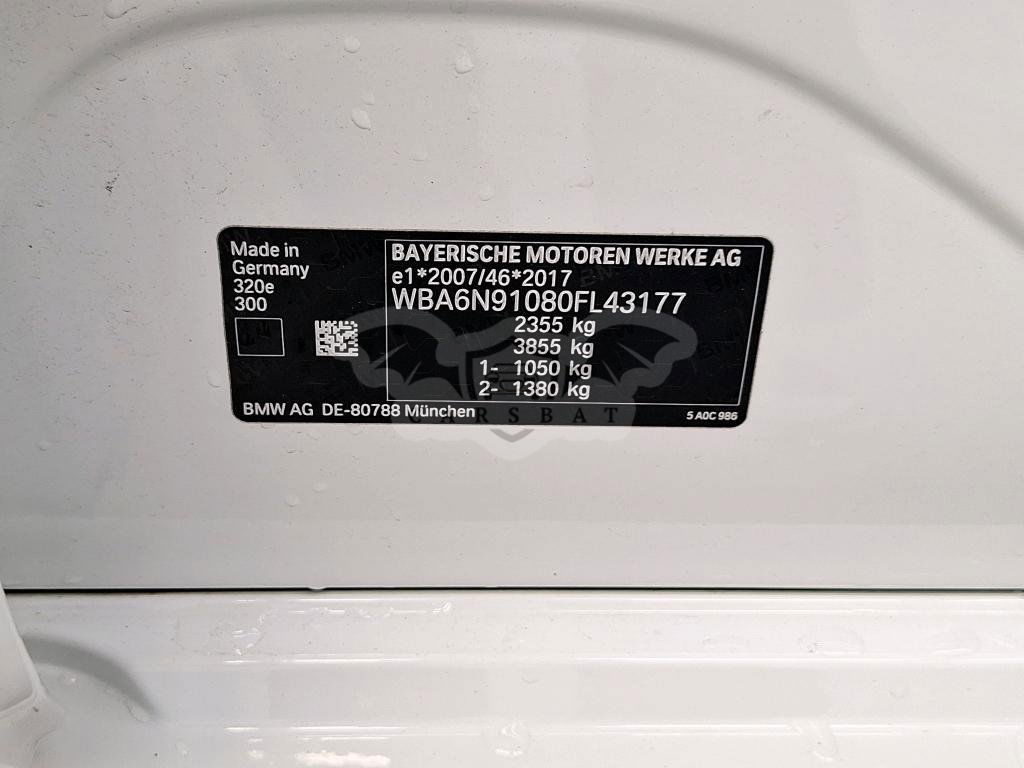 Made in
Germany
320e
300
BAYERISCHE MOTOREN WERKE AG
e1*2007/46*2017
WBA6N91080FL43177
2355 kg
3855 kg
1- 1050 kg
2- 1380 kg
BMW AG DE-80788 München
5 A0C 986
CARSBAT